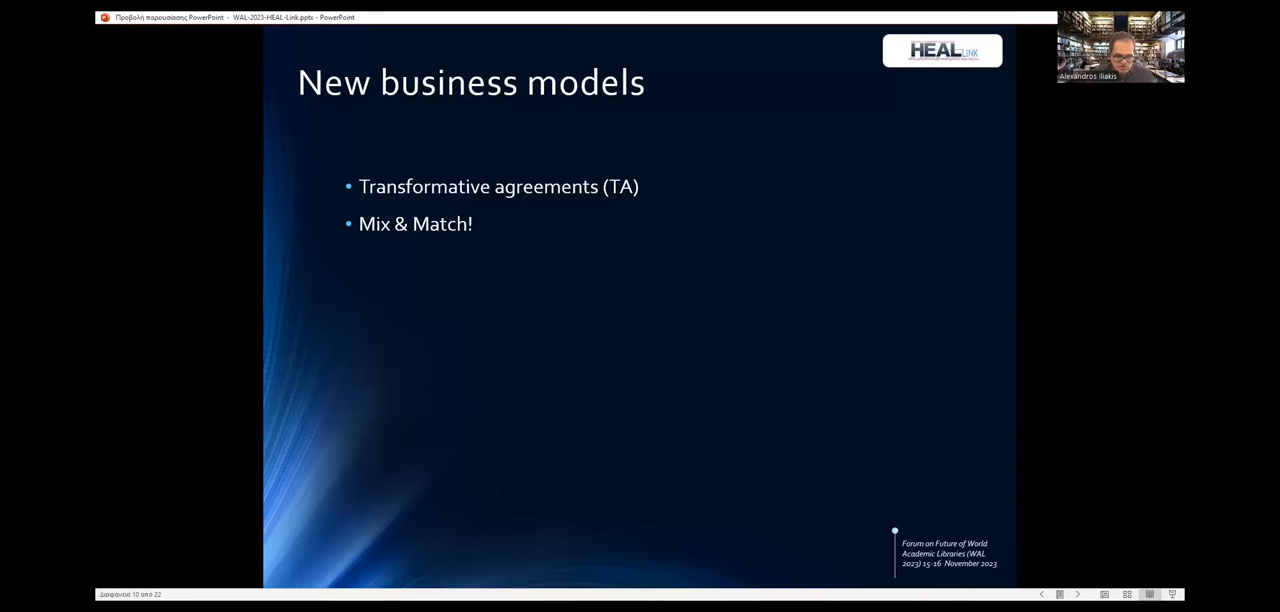 Προβολή παρουσίασης PowerPoint - WAL-2023-HEAL-Link.pptx - PowerPoint
HEAL LINK
Alexandros Iliakis
New business models
• Transformative agreements (TA)
• Mix & Match!
Forum on Future of World
Academic Libraries (WAL
2023) 15-16 November 2023
Διαφάνεια 10 από 22